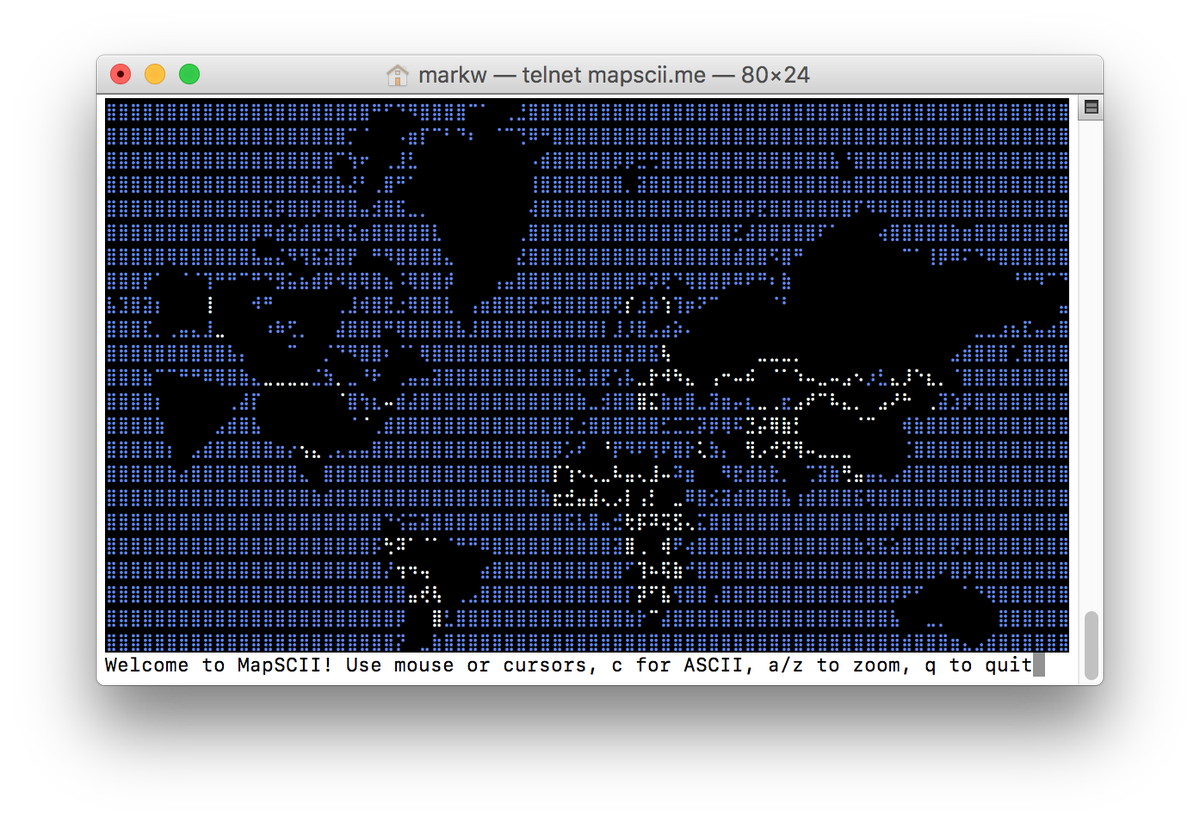 markw — telnet mapscii.me — 80×24
Welcome to MapSCII! Use mouse or cursors, c for ASCII, a/z to zoom, q to quit